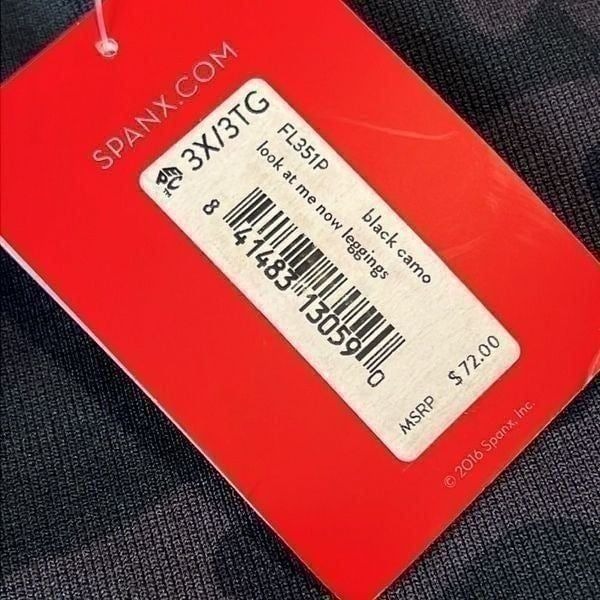 SPANX.COM
3X/3TG
FL351P
look at me now leggings
black camo
8 41483 13059 0
MSRP $72.00
© 2016 Spanx, Inc.